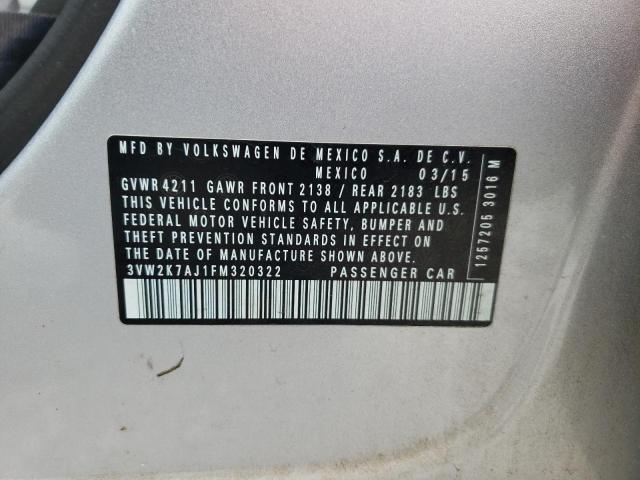 MFD BY VOLKSWAGEN DE MEXICO S.A. DE C.V.
MEXICO 03/15
GVWR 4211 GAWR FRONT 2138 / REAR 2183 LBS
THIS VEHICLE CONFORMS TO ALL APPLICABLE U.S.
FEDERAL MOTOR VEHICLE SAFETY, BUMPER AND
THEFT PREVENTION STANDARDS IN EFFECT ON
THE DATE OF MANUFACTURE SHOWN ABOVE.
3VW2K7AJ1FM320322 PASSENGER CAR
1257205 3016 M